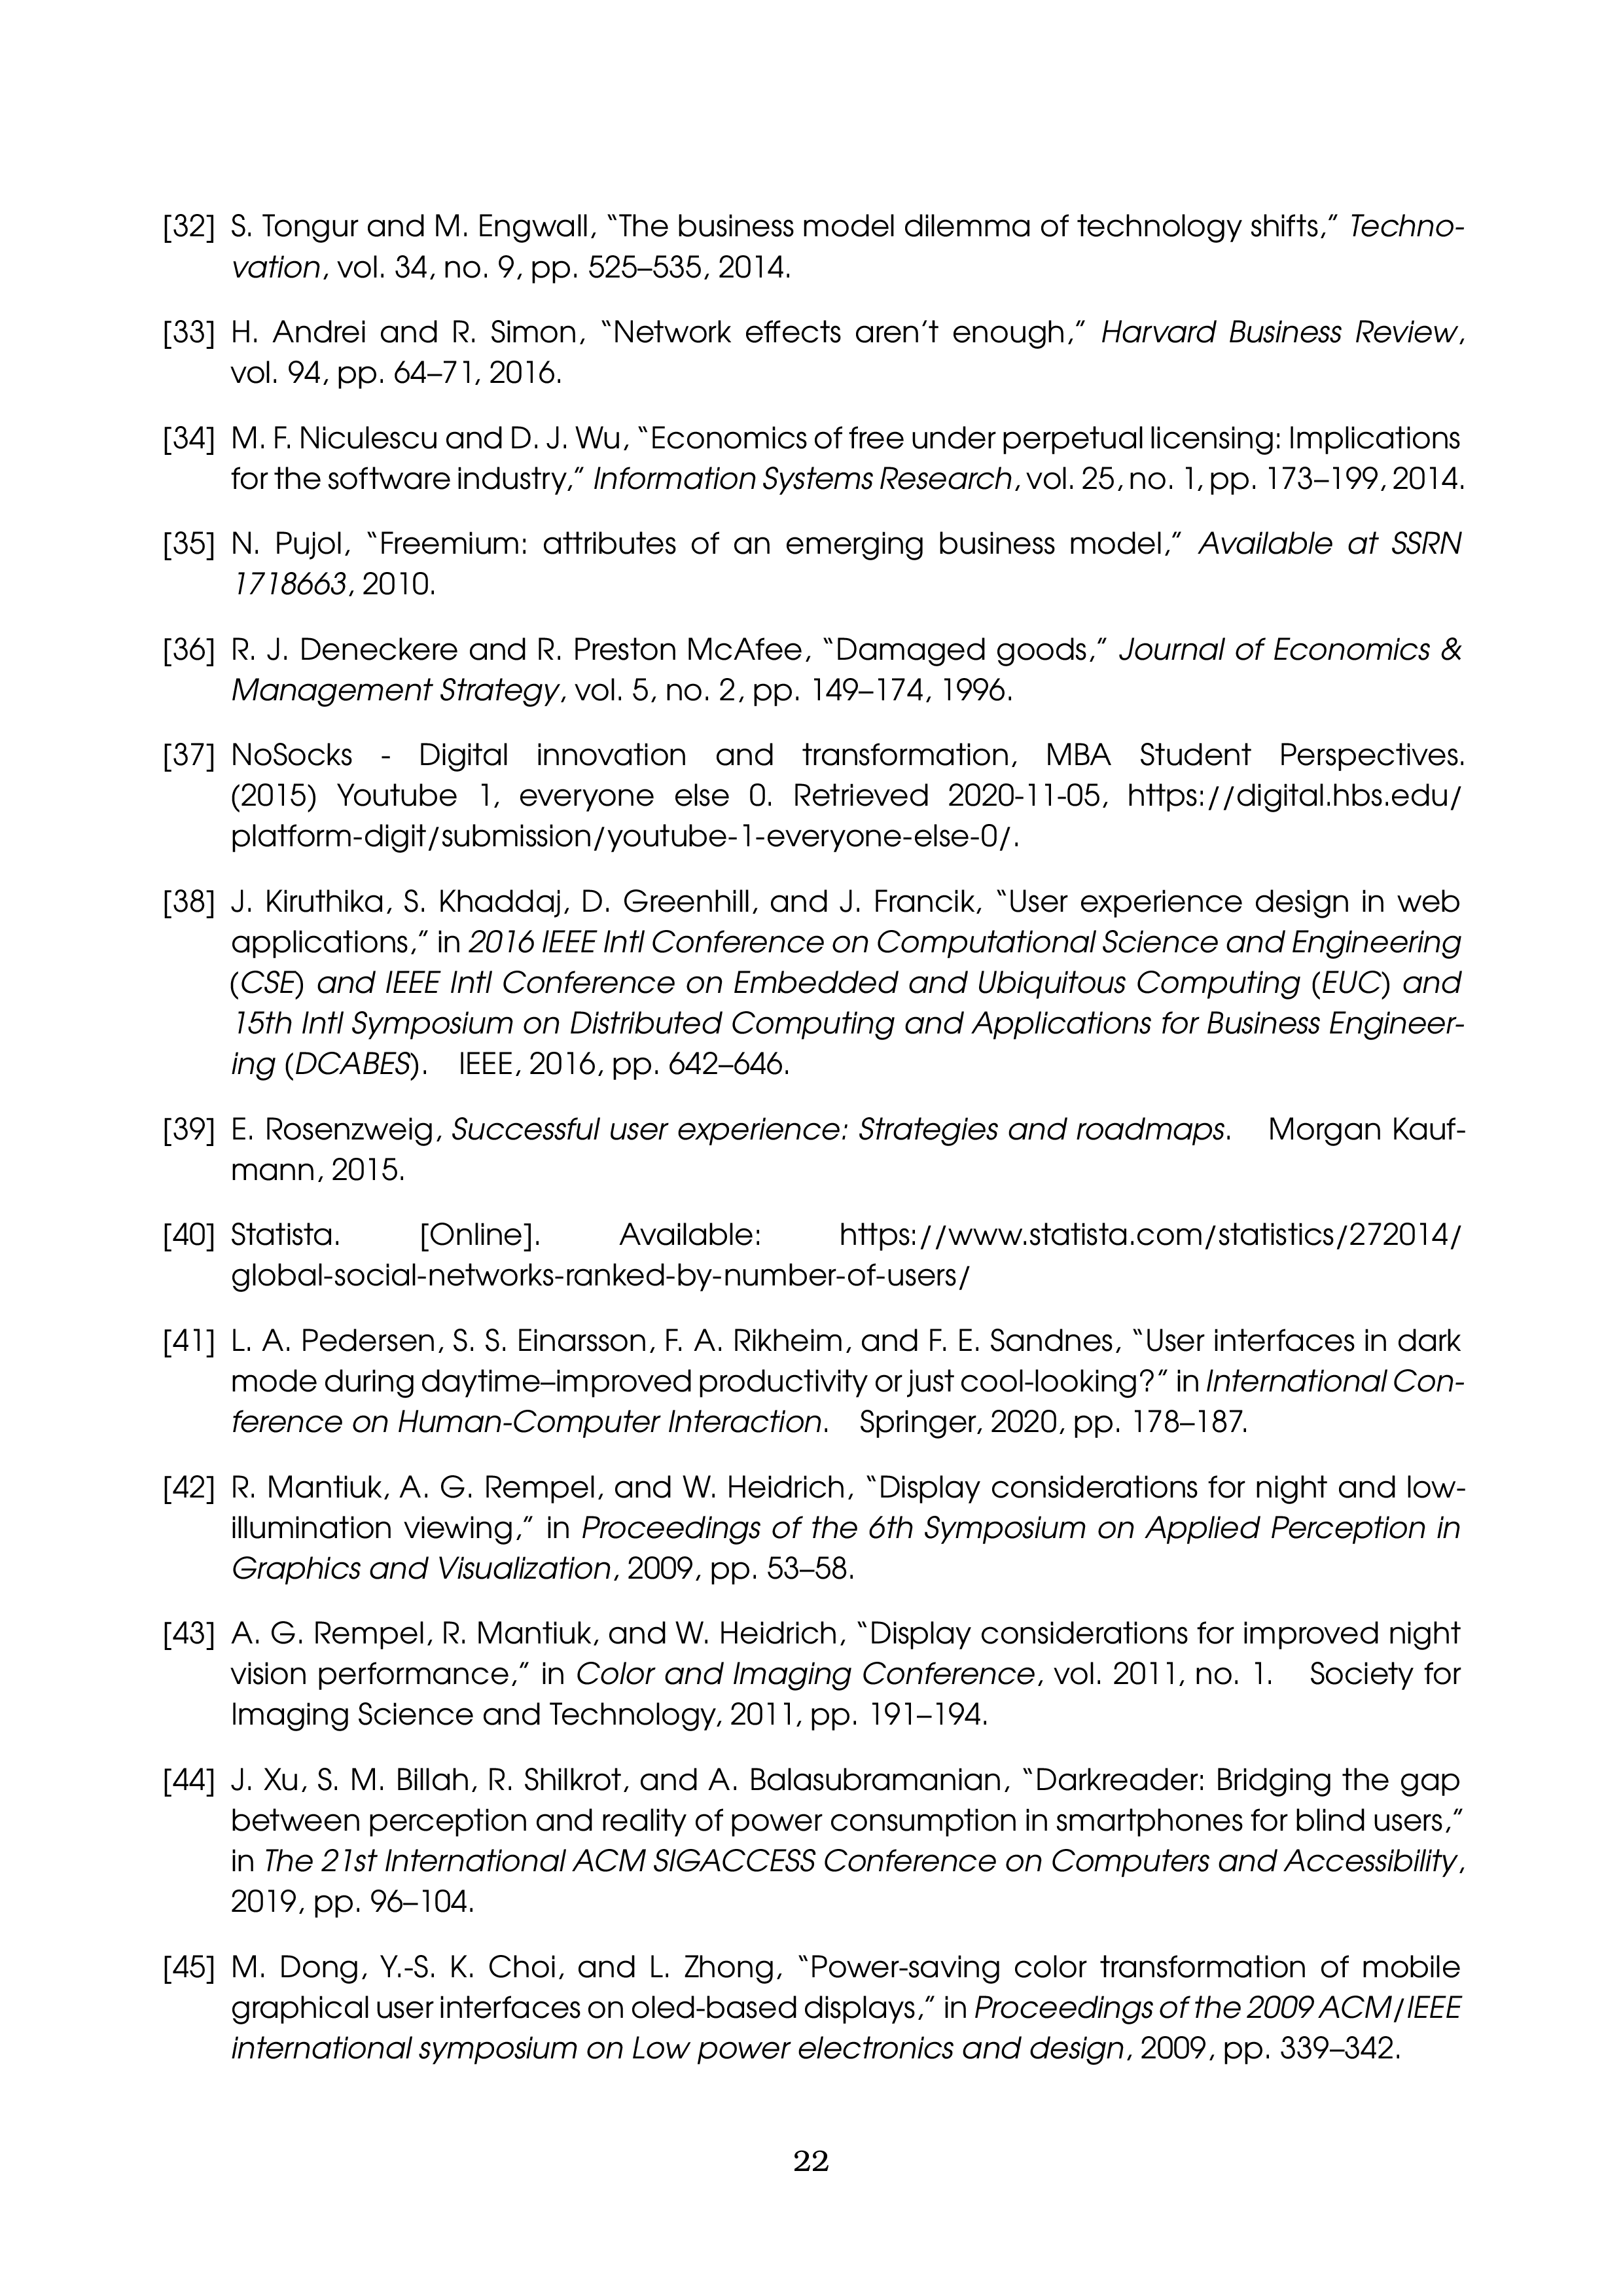 [32] S. Tongur and M. Engwall, “The business model dilemma of technology shifts,” Techno-
vation, vol. 34, no. 9, pp. 525–535, 2014.
[33] H. Andrei and R. Simon, “Network effects aren’t enough,” Harvard Business Review,
vol. 94, pp. 64–71, 2016.
[34] M. F. Niculescu and D. J. Wu, “Economics of free under perpetual licensing: Implications
for the software industry,” Information Systems Research, vol. 25, no. 1, pp. 173–199, 2014.
[35] N. Pujol, “Freemium: attributes of an emerging business model,” Available at SSRN
1718663, 2010.
[36] R. J. Deneckere and R. Preston McAfee, “Damaged goods,” Journal of Economics &
Management Strategy, vol. 5, no. 2, pp. 149–174, 1996.
[37] NoSocks - Digital innovation and transformation, MBA Student Perspectives.
(2015) Youtube 1, everyone else 0. Retrieved 2020-11-05, https://digital.hbs.edu/
platform-digit/submission/youtube-1-everyone-else-0/.
[38] J. Kiruthika, S. Khaddaj, D. Greenhill, and J. Francik, “User experience design in web
applications,” in 2016 IEEE Intl Conference on Computational Science and Engineering
(CSE) and IEEE Intl Conference on Embedded and Ubiquitous Computing (EUC) and
15th Intl Symposium on Distributed Computing and Applications for Business Engineer-
ing (DCABES). IEEE, 2016, pp. 642–646.
[39] E. Rosenzweig, Successful user experience: Strategies and roadmaps. Morgan Kauf-
mann, 2015.
[40] Statista. [Online]. Available: https://www.statista.com/statistics/272014/
global-social-networks-ranked-by-number-of-users/
[41] L. A. Pedersen, S. S. Einarsson, F. A. Rikheim, and F. E. Sandnes, “User interfaces in dark
mode during daytime–improved productivity or just cool-looking?” in International Con-
ference on Human-Computer Interaction. Springer, 2020, pp. 178–187.
[42] R. Mantiuk, A. G. Rempel, and W. Heidrich, “Display considerations for night and low-
illumination viewing,” in Proceedings of the 6th Symposium on Applied Perception in
Graphics and Visualization, 2009, pp. 53–58.
[43] A. G. Rempel, R. Mantiuk, and W. Heidrich, “Display considerations for improved night
vision performance,” in Color and Imaging Conference, vol. 2011, no. 1. Society for
Imaging Science and Technology, 2011, pp. 191–194.
[44] J. Xu, S. M. Billah, R. Shilkrot, and A. Balasubramanian, “Darkreader: Bridging the gap
between perception and reality of power consumption in smartphones for blind users,”
in The 21st International ACM SIGACCESS Conference on Computers and Accessibility,
2019, pp. 96–104.
[45] M. Dong, Y.-S. K. Choi, and L. Zhong, “Power-saving color transformation of mobile
graphical user interfaces on oled-based displays,” in Proceedings of the 2009 ACM/IEEE
international symposium on Low power electronics and design, 2009, pp. 339–342.
22